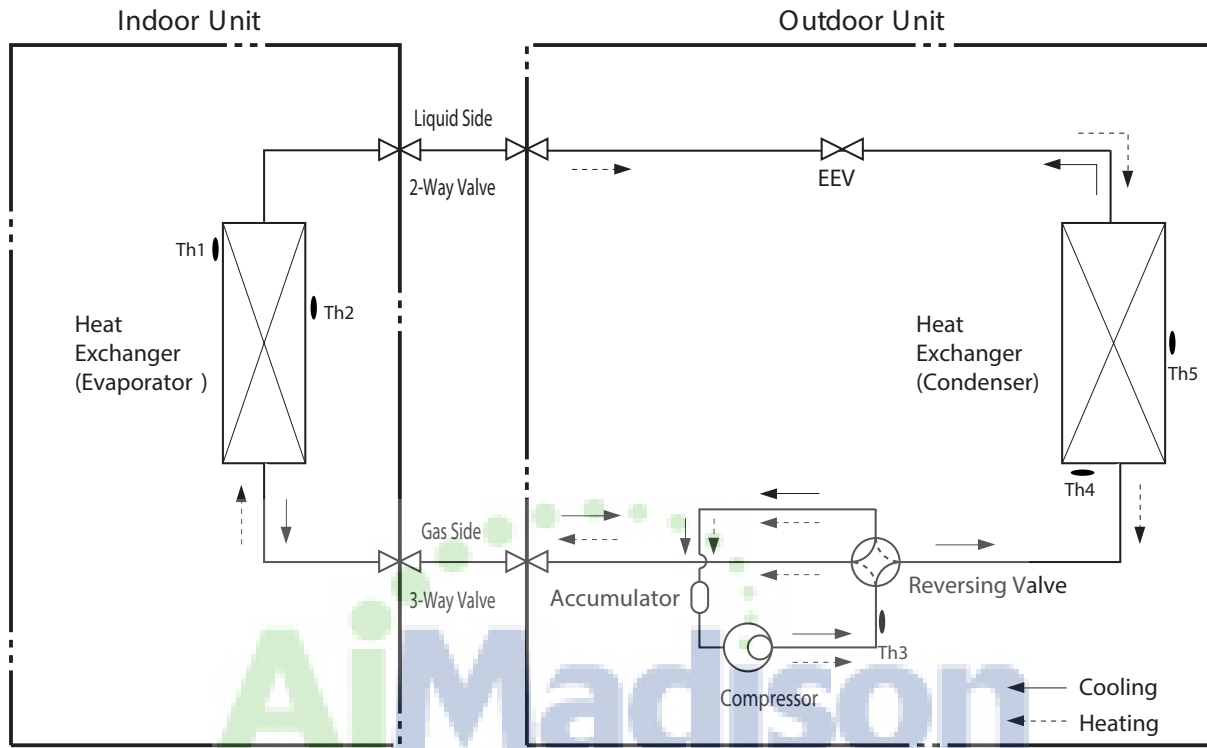 Indoor Unit
Outdoor Unit
Liquid Side
2-Way Valve
EEV
Th1
Th2
Heat
Exchanger
(Evaporator )
Heat
Exchanger
(Condenser)
Th5
Th4
Gas Side
3-Way Valve
Accumulator
Reversing Valve
Th3
Compressor
Cooling
Heating
AiMadison